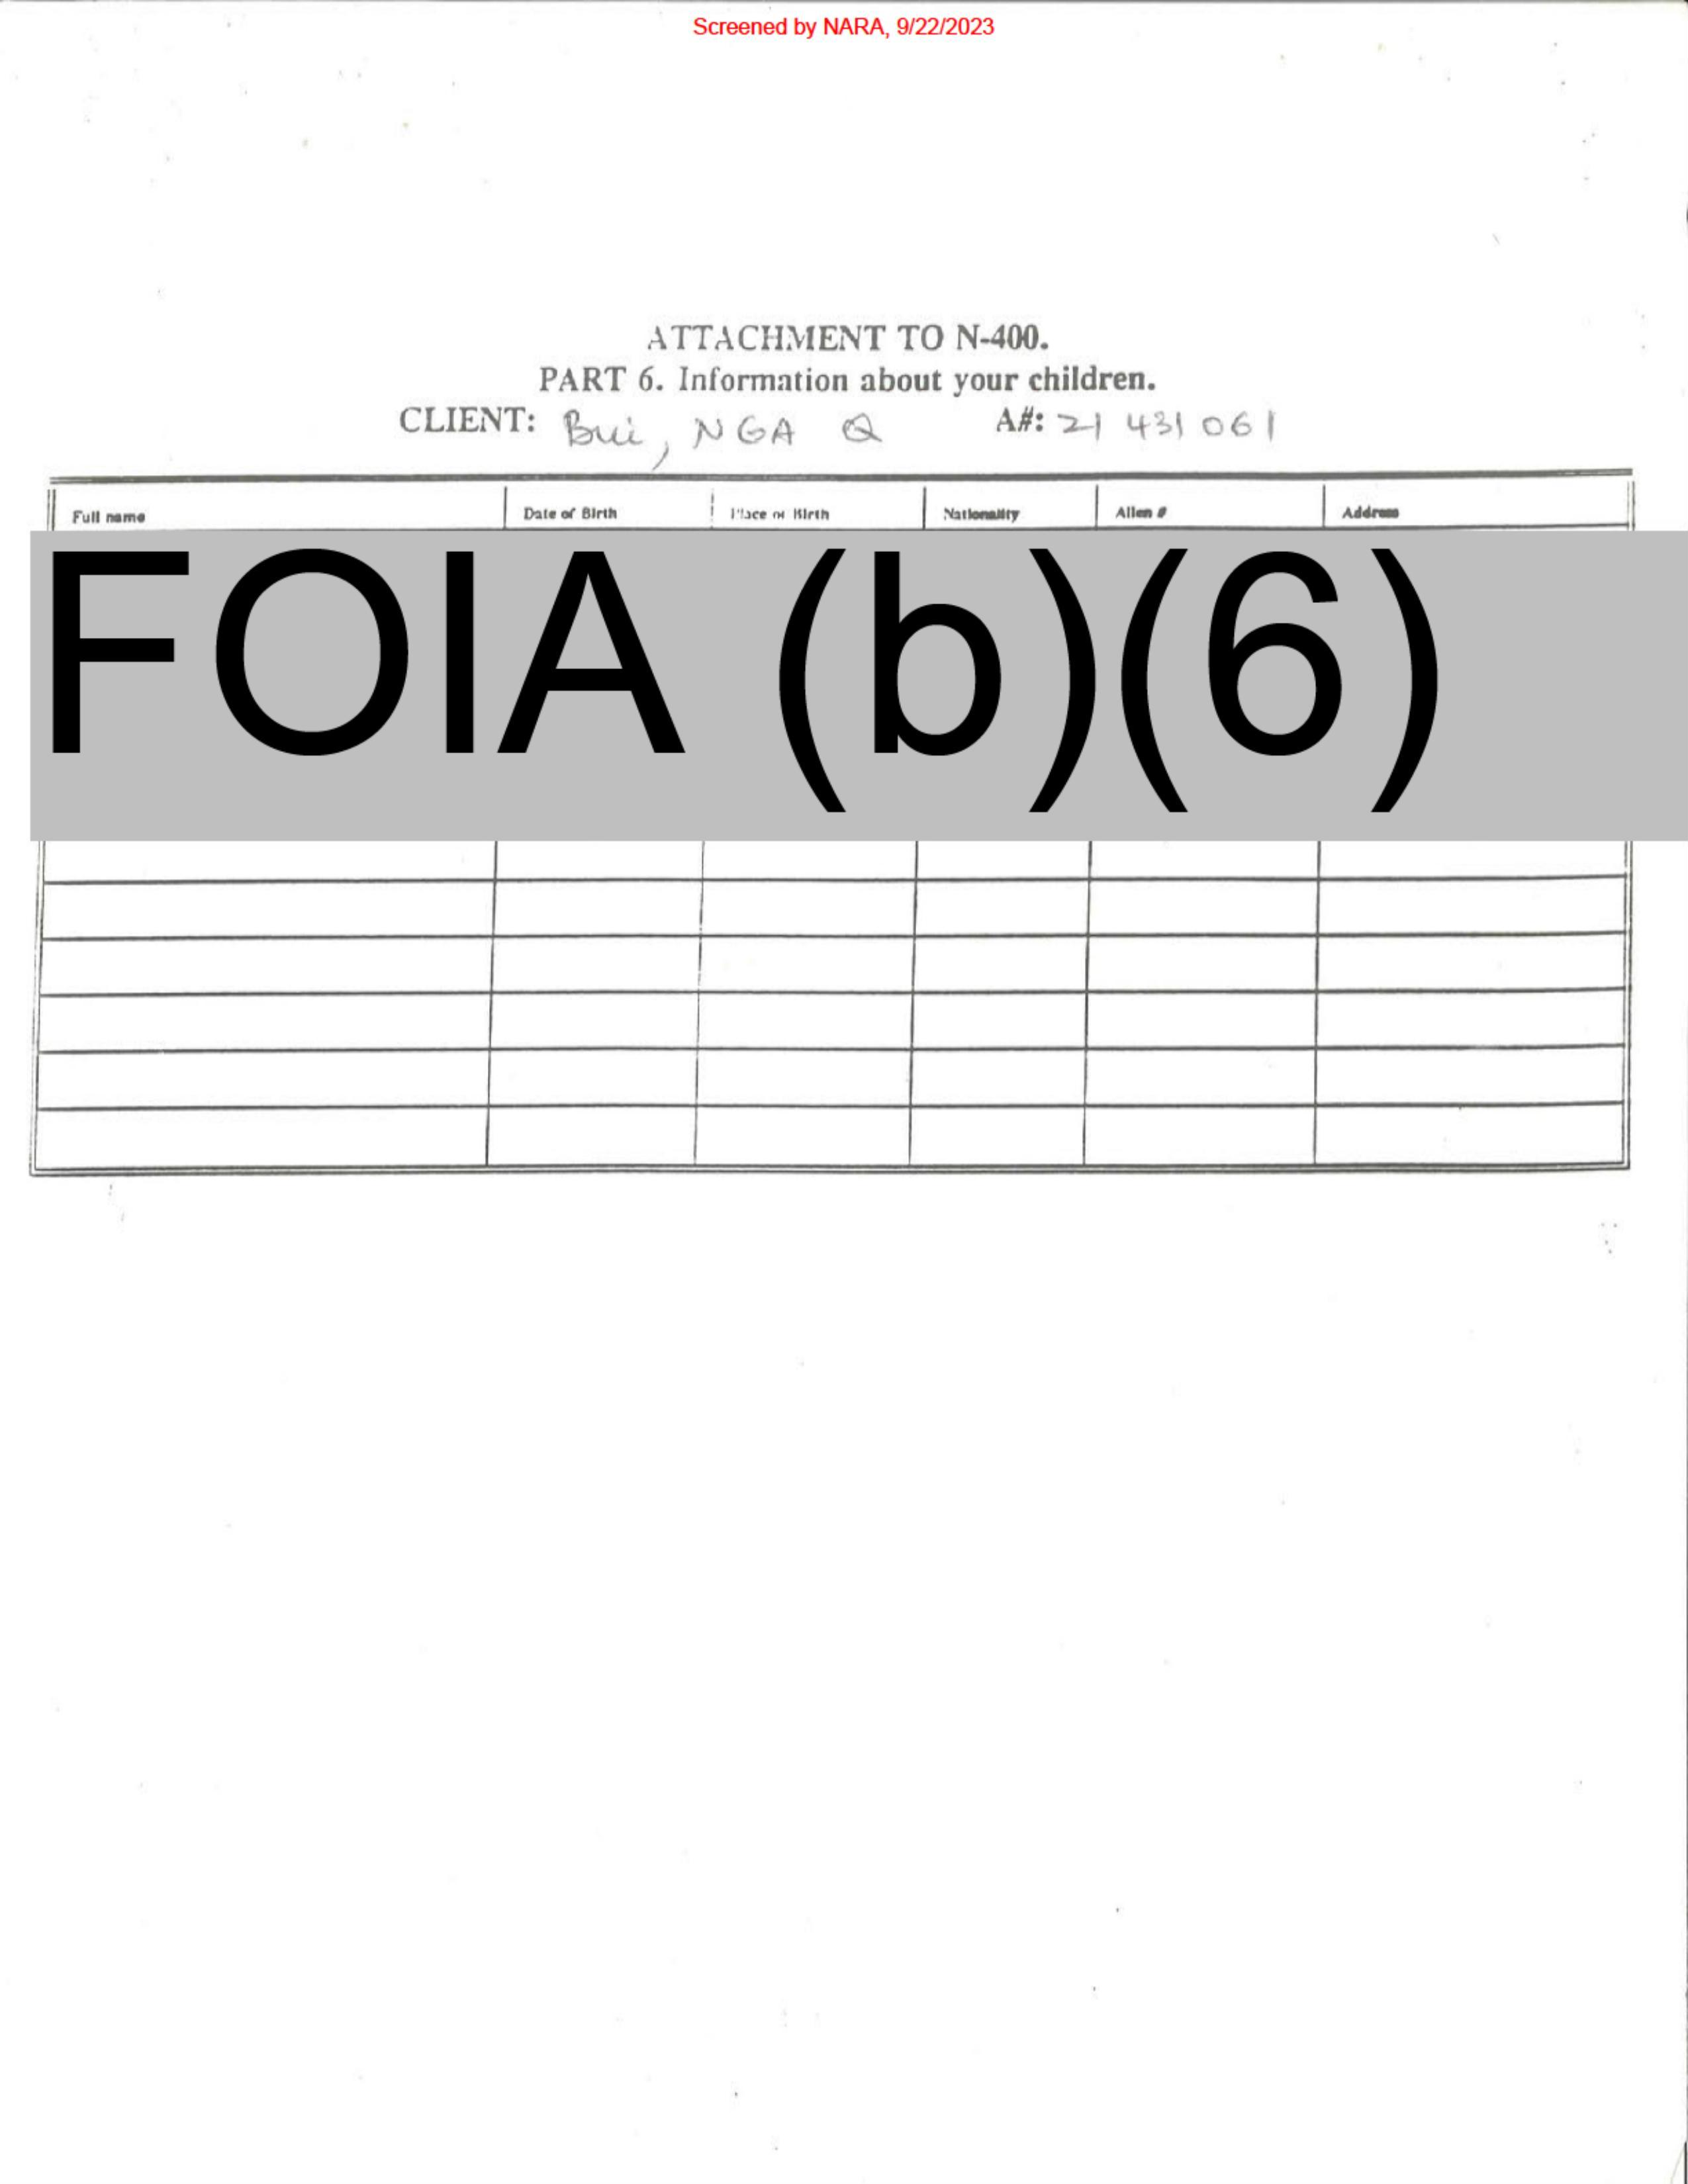 Screened by NARA, 9/22/2023
ATTACHMENT TO N-400.
PART 6. Information about your children.
CLIENT: Bui, NGA Q A#: 21 431 061
Full name Date of Birth Place of Birth Nationality Alien # Address
FOIA (b)(6)